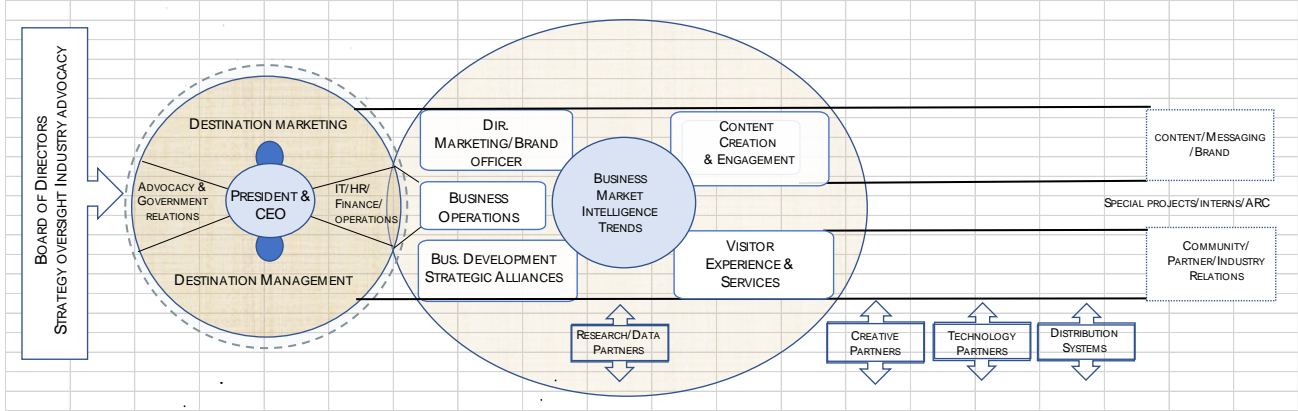 BOARD OF DIRECTORS
STRATEGY OVERSIGHT INDUSTRY ADVOCACY
DESTINATION MARKETING
ADVOCACY &
GOVERNMENT
RELATIONS
PRESIDENT &
CEO
IT/HR/
FINANCE/
OPERATIONS
DESTINATION MANAGEMENT
DIR.
MARKETING/BRAND
OFFICER
BUSINESS
OPERATIONS
BUS. DEVELOPMENT
STRATEGIC ALLIANCES
BUSINESS
MARKET
INTELLIGENCE
TRENDS
CONTENT
CREATION
& ENGAGEMENT
VISITOR
EXPERIENCE &
SERVICES
CONTENT/MESSAGING
/BRAND
SPECIAL PROJECTS/INTERNS/ARC
COMMUNITY/
PARTNER/INDUSTRY
RELATIONS
RESEARCH/DATA
PARTNERS
CREATIVE
PARTNERS
TECHNOLOGY
PARTNERS
DISTRIBUTION
SYSTEMS